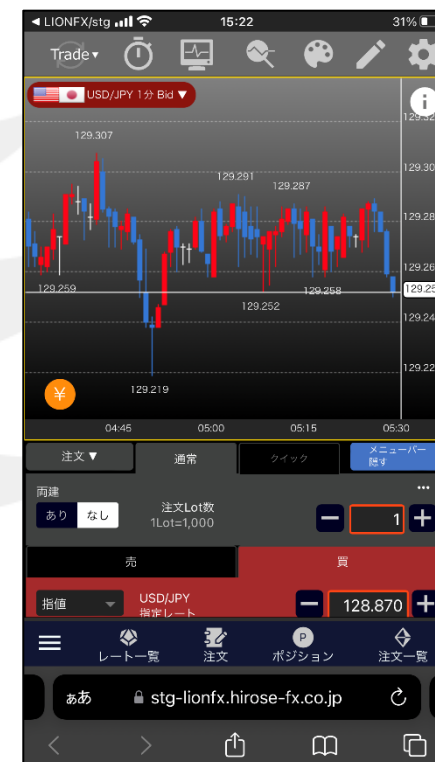 ◀ LIONFX/stg 15:22 31%
Trade▼
USD/JPY 1分 Bid ▼
i
129.32
129.307
129.30
129.291
129.287
129.28
129.26
129.259
129.258
129.25
129.252
129.24
129.22
129.219
¥
04:45 05:00 05:15 05:30
注文▼ 通常 クイック メニューバー
隠す
両建
あり なし
注文Lot数
1Lot=1,000
1
売 買
指値
USD/JPY
指定レート
128.870
レート一覧 注文 ポジション 注文一覧
P
ぁあ stg-lionfx.hirose-fx.co.jp